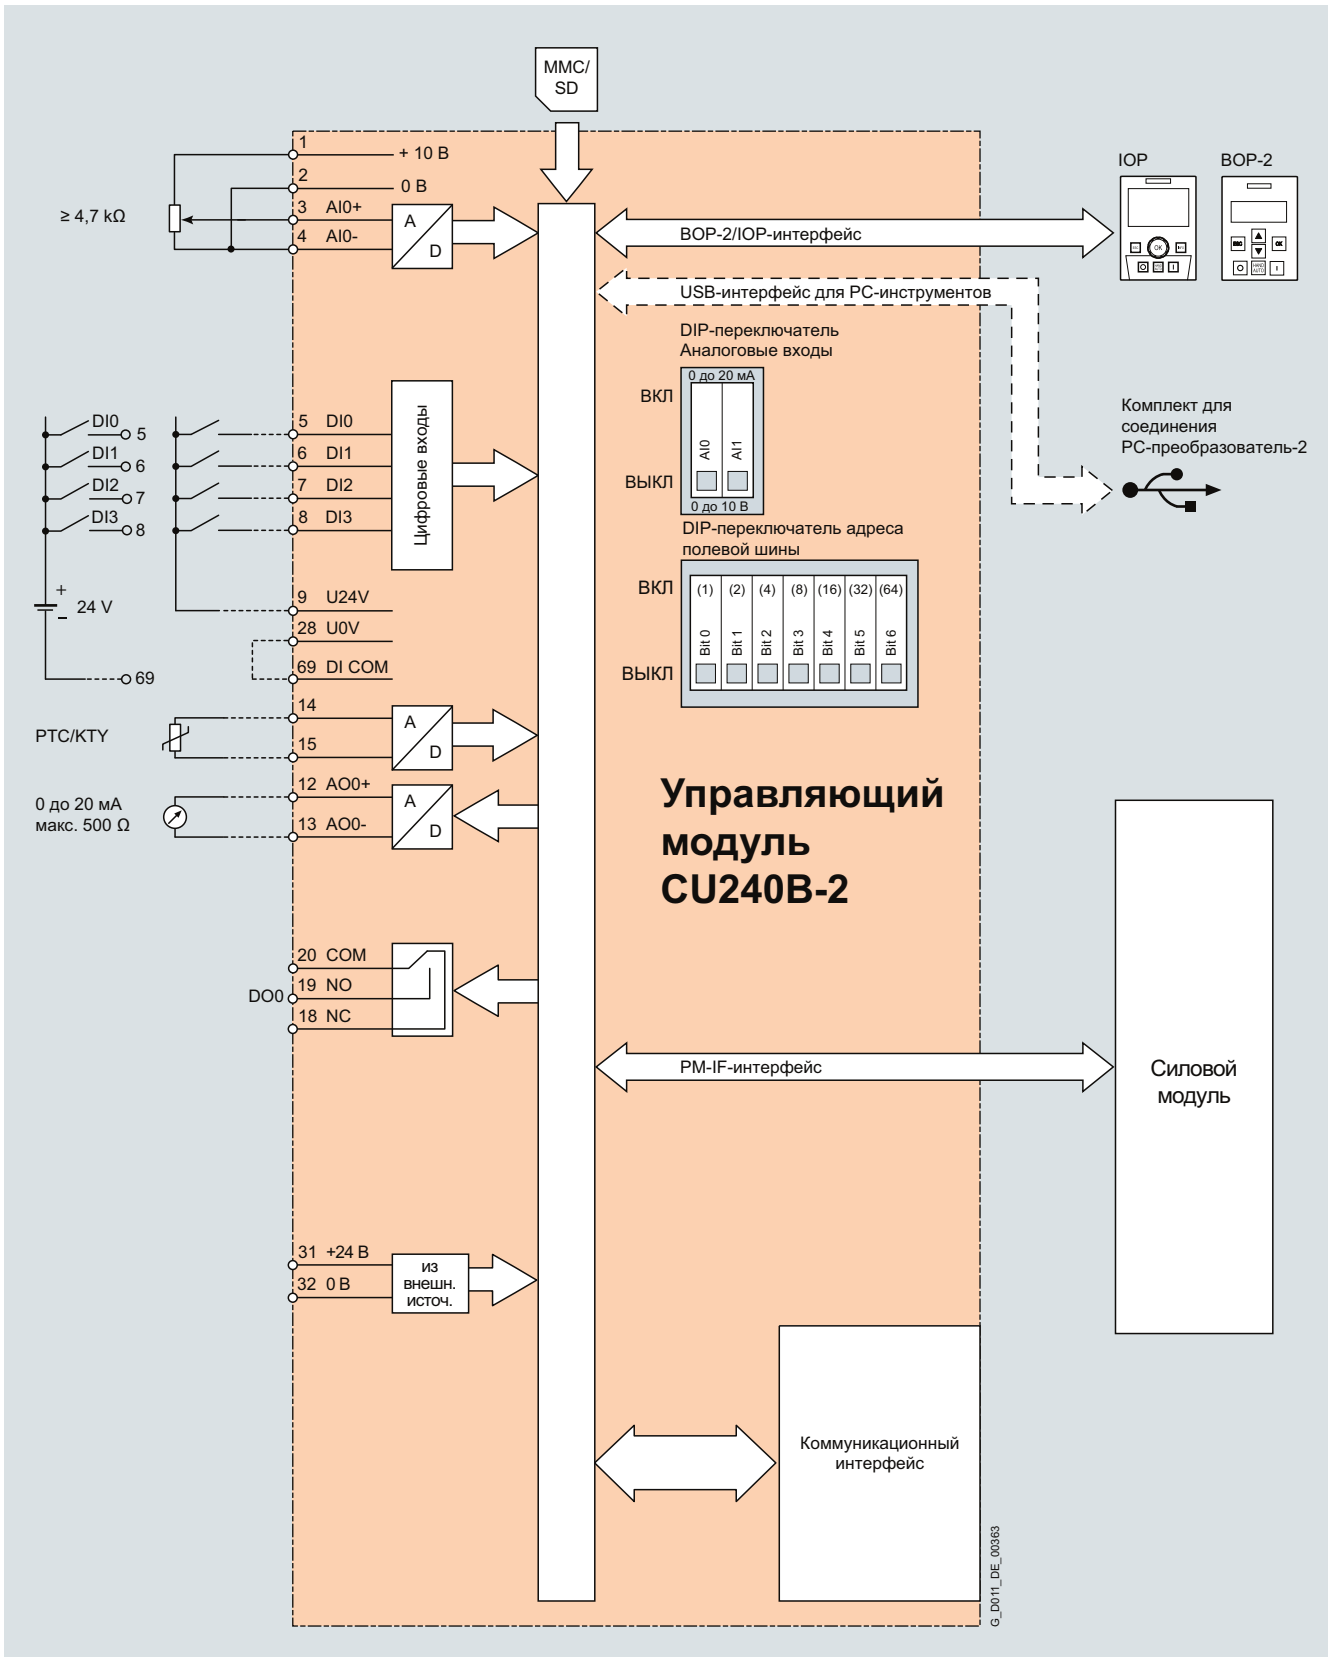 MMC/
SD
1
+ 10 В
2
0 В
3 AI0+
4 AI0-
≥ 4,7 kΩ
A
D
IOP
BOP-2
ESC
OK
HAND
AUTO
BOP-2/IOP-интерфейс
USB-интерфейс для PC-инструментов
DIP-переключатель
Аналоговые входы
0 до 20 мА
ВКЛ
AI0
AI1
ВЫКЛ
0 до 10 В
Комплект для
соединения
PC-преобразователь-2
DI0
5
DI1
6
DI2
7
DI3
8
5 DI0
6 DI1
7 DI2
8 DI3
Цифровые входы
DIP-переключатель адреса
полевой шины
ВКЛ
(1) (2) (4) (8) (16) (32) (64)
Bit 0
Bit 1
Bit 2
Bit 3
Bit 4
Bit 5
Bit 6
ВЫКЛ
+
24 V
–
69
9 U24V
28 U0V
69 DI COM
PTC/KTY
14
15
A
D
0 до 20 мА
макс. 500 Ω
12 AO0+
13 AO0-
A
D
Управляющий
модуль
CU240B-2
20 COM
DO0
19 NO
18 NC
PM-IF-интерфейс
Силовой
модуль
31 +24 В
32 0 В
из
внешн.
источ.
Коммуникационный
интерфейс
G_D011_DE_00363